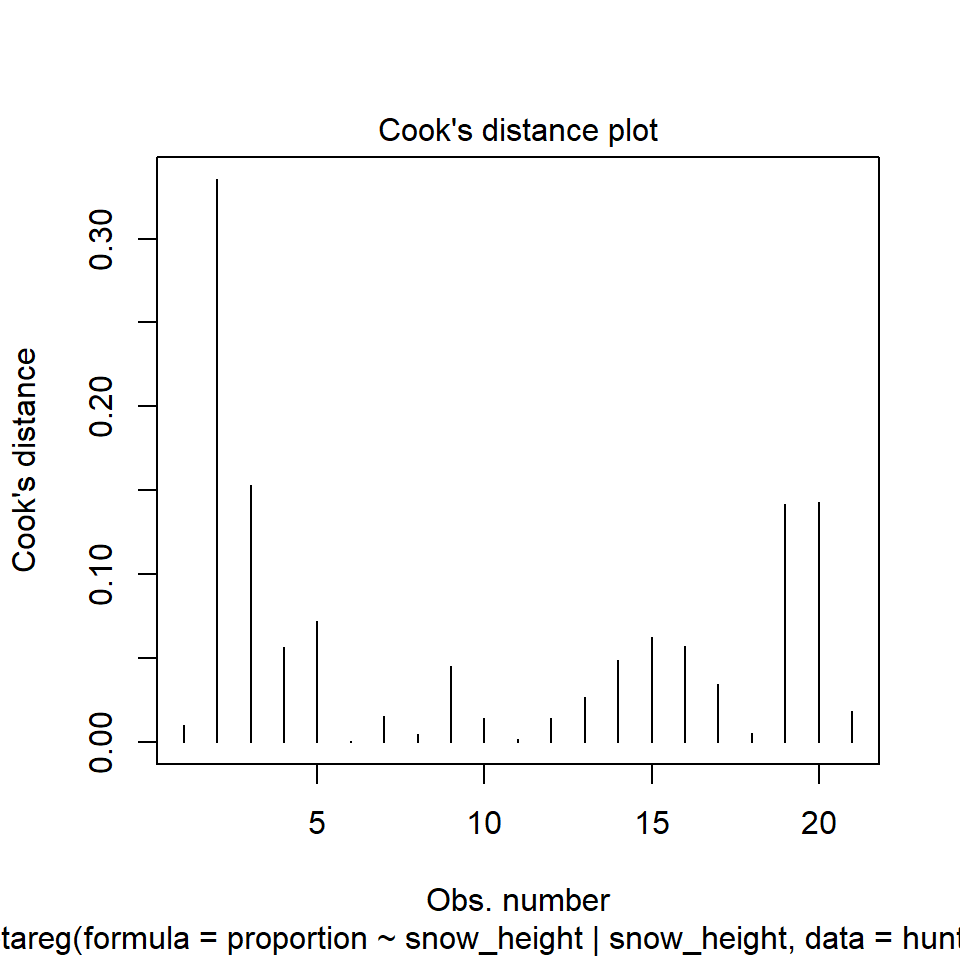 Cook's distance plot
Cook's distance
0.30
0.20
0.10
0.00
5 10 15 20
Obs. number
tareg(formula = proportion ~ snow_height | snow_height, data = hunt